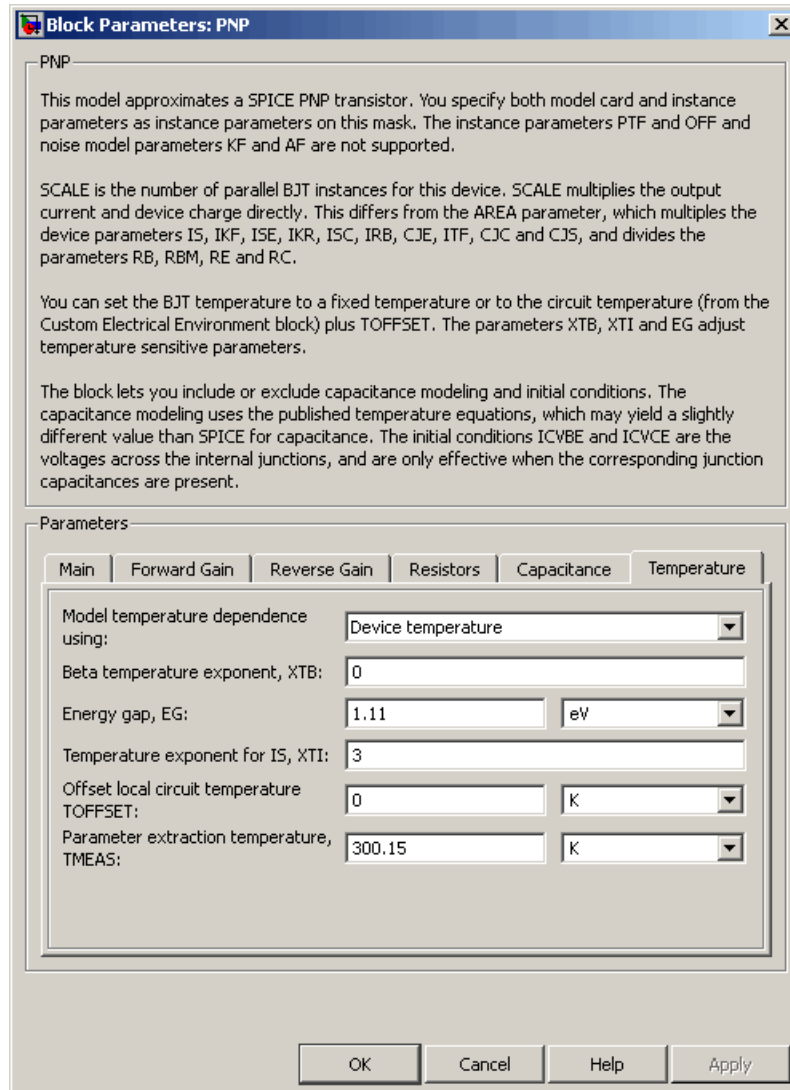 Block Parameters: PNP
PNP
This model approximates a SPICE PNP transistor. You specify both model card and instance
parameters as instance parameters on this mask. The instance parameters PTF and OFF and
noise model parameters KF and AF are not supported.
SCALE is the number of parallel BJT instances for this device. SCALE multiplies the output
current and device charge directly. This differs from the AREA parameter, which multiples the
device parameters IS, IKF, ISE, IKR, ISC, IRB, CJE, ITF, CJC and CJS, and divides the
parameters RB, RBM, RE and RC.
You can set the BJT temperature to a fixed temperature or to the circuit temperature (from the
Custom Electrical Environment block) plus TOFFSET. The parameters XTB, XTI and EG adjust
temperature sensitive parameters.
The block lets you include or exclude capacitance modeling and initial conditions. The
capacitance modeling uses the published temperature equations, which may yield a slightly
different value than SPICE for capacitance. The initial conditions ICVBE and ICVCE are the
voltages across the internal junctions, and are only effective when the corresponding junction
capacitances are present.
Parameters
Main Forward Gain Reverse Gain Resistors Capacitance Temperature
Model temperature dependence
using:
Device temperature
Beta temperature exponent, XTB: 0
Energy gap, EG: 1.11 eV
Temperature exponent for IS, XTI: 3
Offset local circuit temperature
TOFFSET:
0 K
Parameter extraction temperature,
TMEAS:
300.15 K
OK Cancel Help Apply